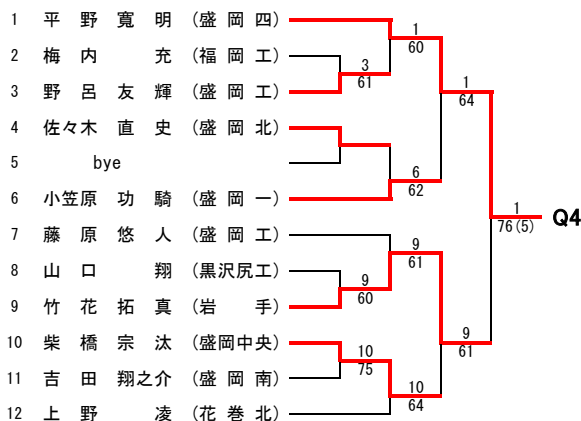 1 平野寛明 (盛岡四)
1
60
2 梅内充 (福岡工)
3
61
3 野呂友輝 (盛岡工)
1
64
4 佐々木直史 (盛岡北)
5 bye
6
62
6 小笠原功騎 (盛岡一)
1
76(5)
Q4
7 藤原悠人 (盛岡工)
9
61
8 山口翔 (黒沢尻工)
9
60
9 竹花拓真 (岩手)
9
61
10 柴橋宗汰 (盛岡中央)
10
75
11 吉田翔之介 (盛岡南)
10
64
12 上野凌 (花巻北)